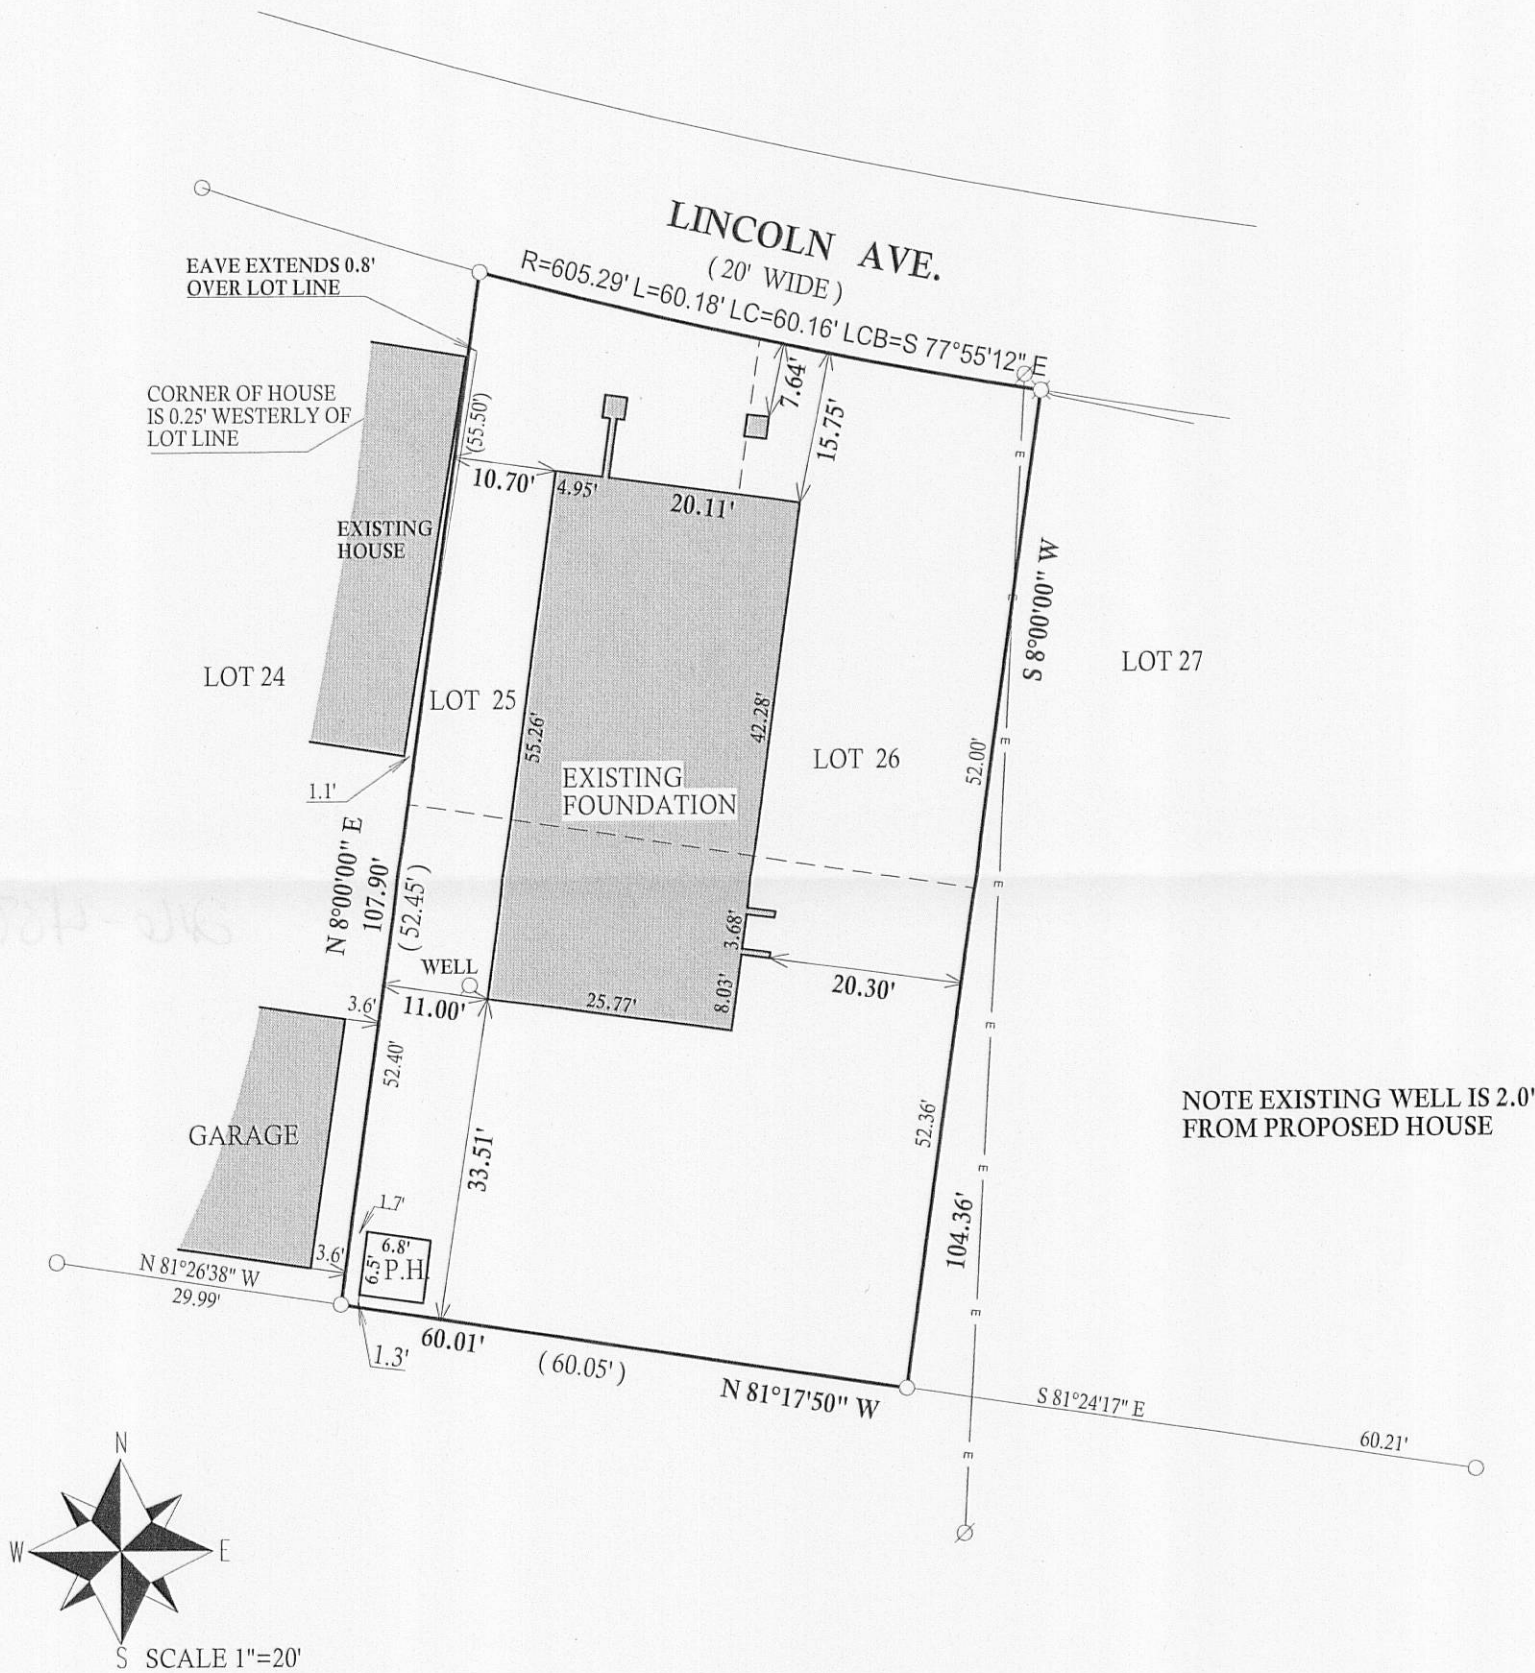 LINCOLN AVE.
( 20' WIDE )
R=605.29' L=60.18' LC=60.16' LCB=S 77°55'12" E
EAVE EXTENDS 0.8'
OVER LOT LINE
CORNER OF HOUSE
IS 0.25' WESTERLY OF
LOT LINE
(55.50')
7.64'
15.75'
10.70'
4.95'
20.11'
E
EXISTING
HOUSE
E
S 8°00'00" W
LOT 24
LOT 25
LOT 27
55.26'
42.28'
LOT 26
52.00'
E
EXISTING
FOUNDATION
1.1'
N 8°00'00" E
107.90'
( 52.45' )
E
3.68'
WELL
11.00'
25.77'
8.03'
20.30'
3.6'
E
52.40'
GARAGE
33.51'
52.36'
NOTE EXISTING WELL IS 2.0'
FROM PROPOSED HOUSE
E
104.36'
1.7'
6.8'
6.5'
P.H.
3.6'
N 81°26'38" W
29.99'
E
1.3'
60.01'
( 60.05' )
N 81°17'50" W
S 81°24'17" E
60.21'
E
N
W
E
S
SCALE 1"=20'